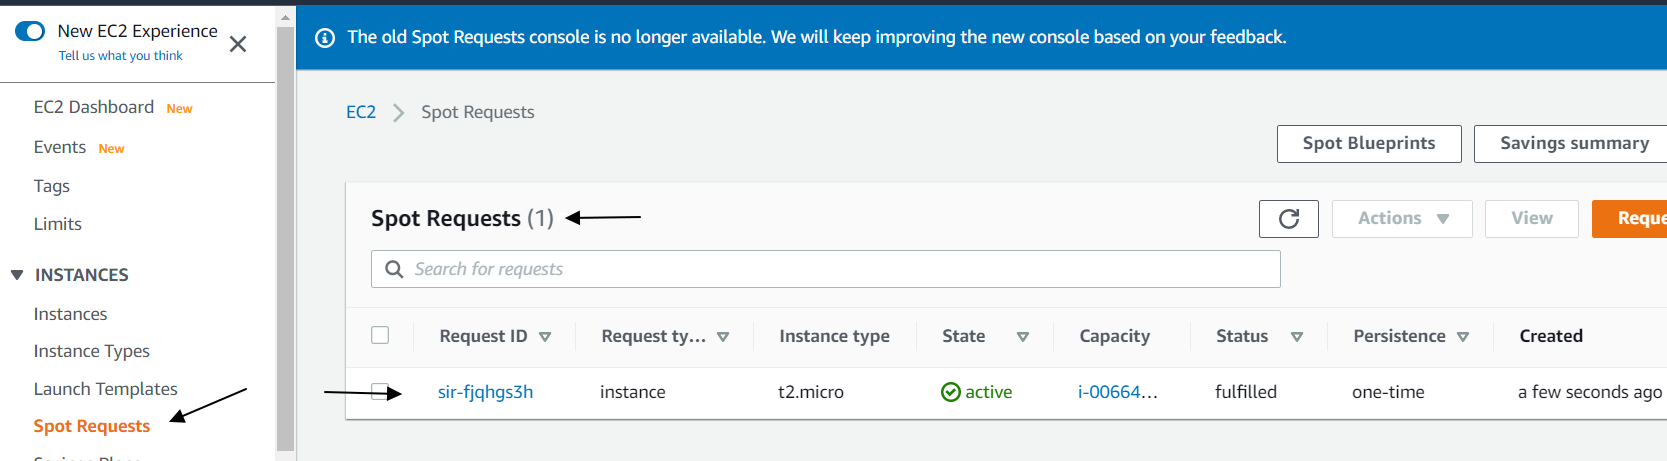 New EC2 Experience
Tell us what you think
EC2 Dashboard New
Events New
Tags
Limits
INSTANCES
Instances
Instance Types
Launch Templates
Spot Requests
The old Spot Requests console is no longer available. We will keep improving the new console based on your feedback.
EC2 > Spot Requests
Spot Blueprints Savings summary
Spot Requests (1) Actions View Reque
Search for requests
Request ID Request ty... Instance type State Capacity Status Persistence Created
sir-fjqhgs3h instance t2.micro active i-00664... fulfilled one-time a few seconds ago